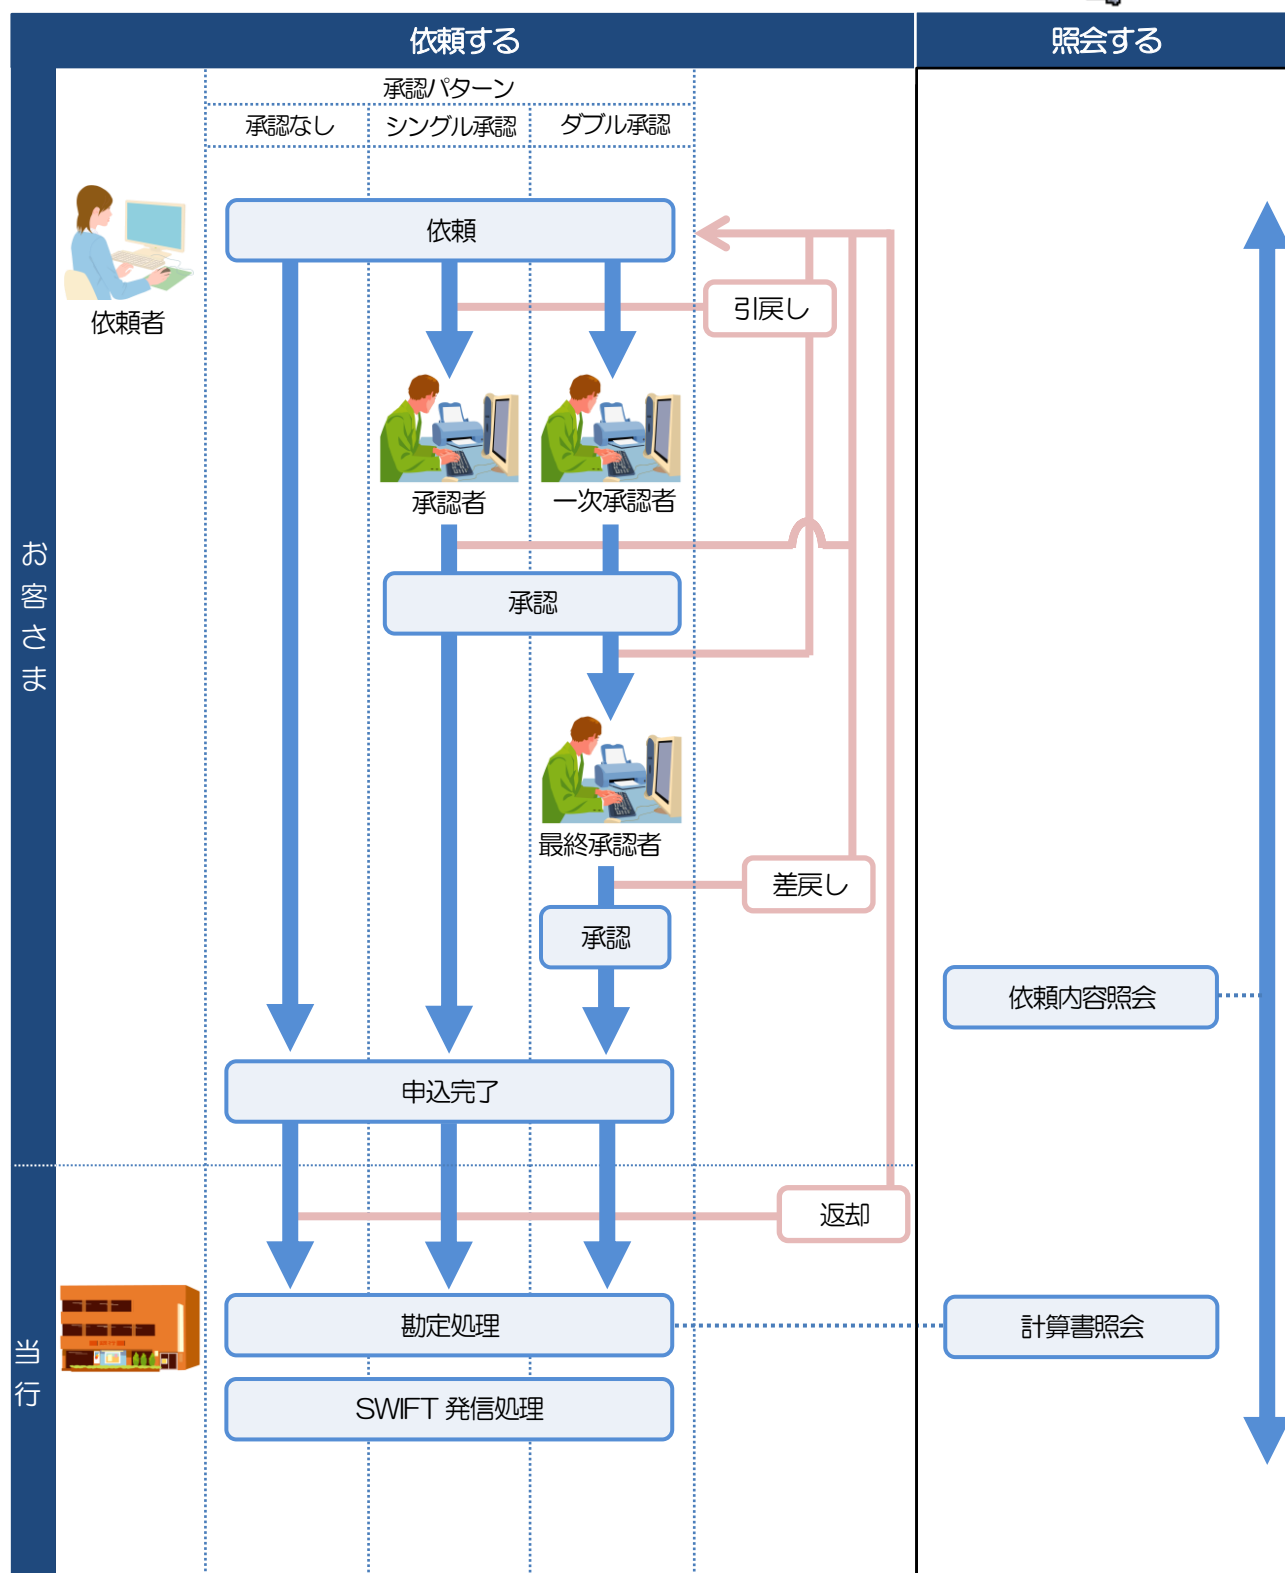 依頼する
照会する
承認パターン
承認なし
シングル承認
ダブル承認
依頼
引戻し
依頼者
承認者
一次承認者
お客さま
承認
最終承認者
差戻し
承認
依頼内容照会
申込完了
返却
勘定処理
計算書照会
当行
SWIFT 発信処理